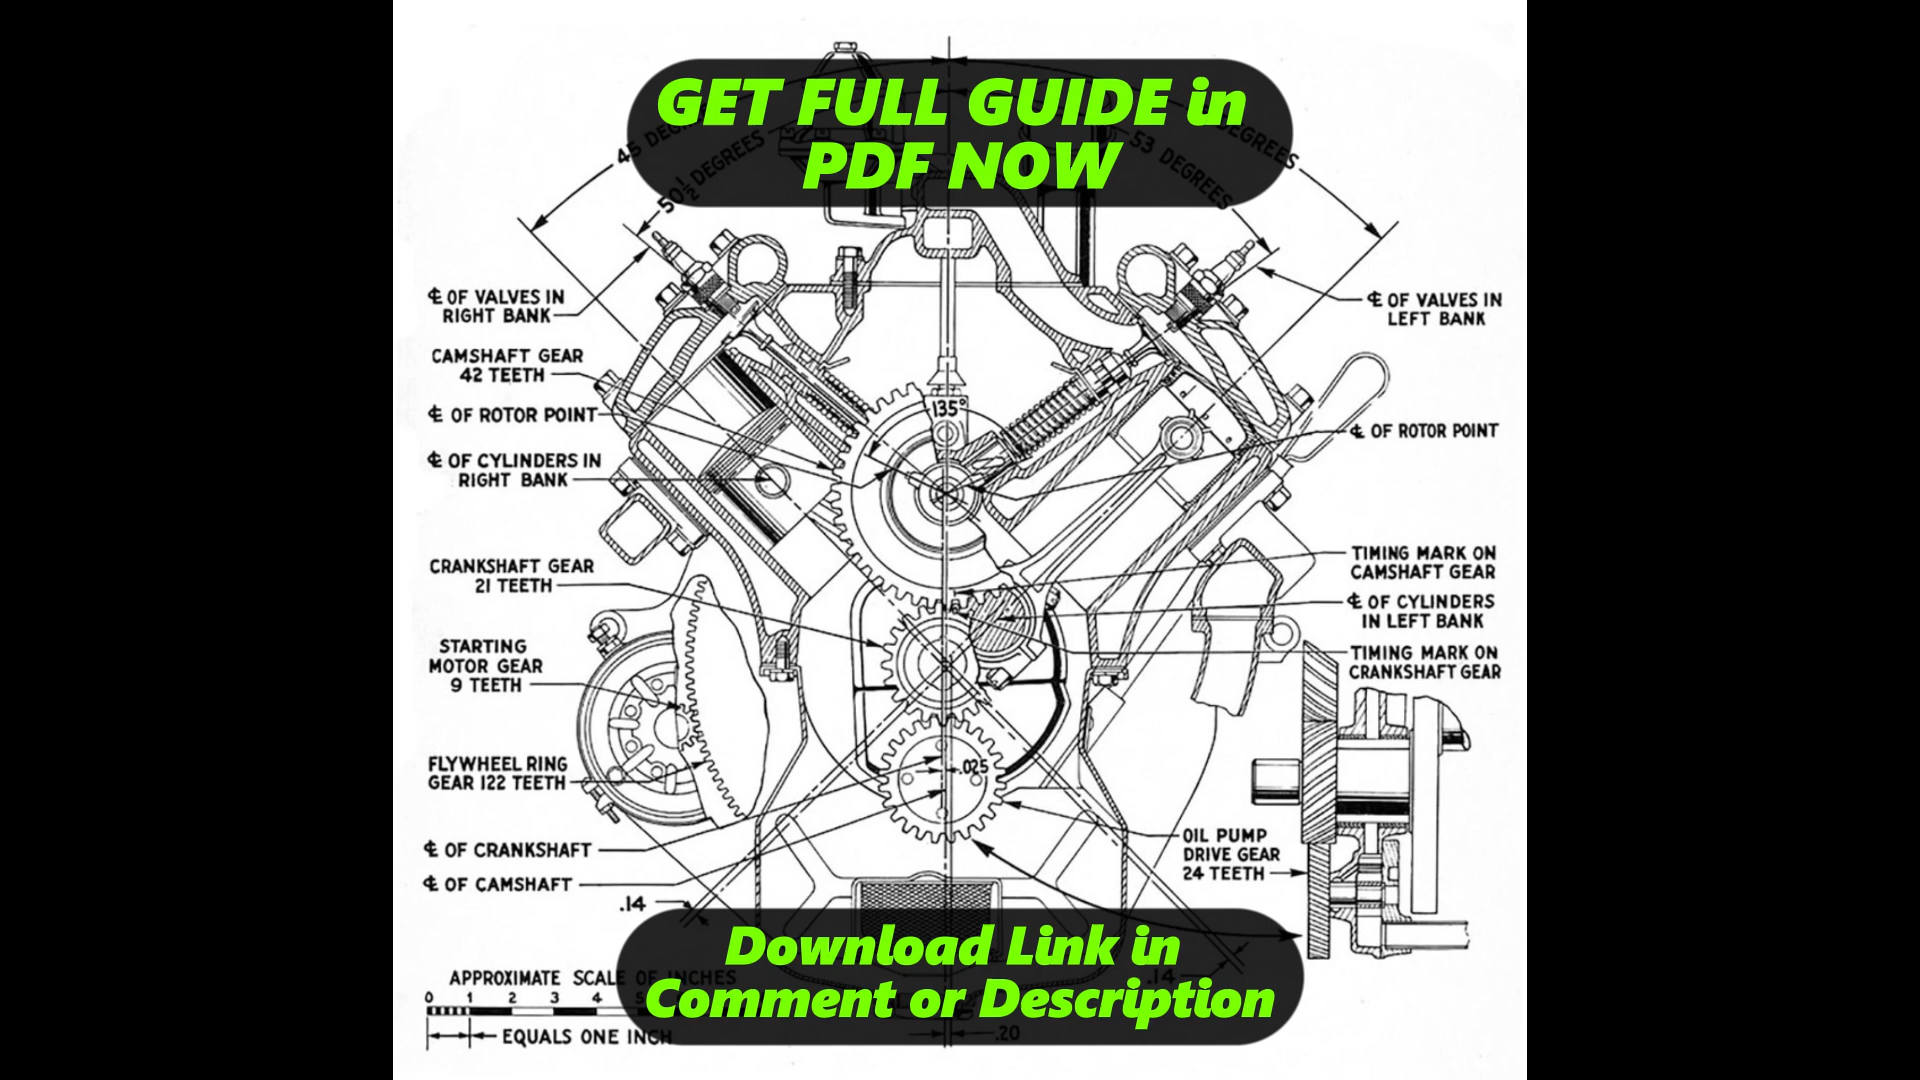 GET FULL GUIDE in
PDF NOW
45 DEG
DEGREES
50½ DEGREES
53 DEGREES
℄ OF VALVES IN
RIGHT BANK
℄ OF VALVES IN
LEFT BANK
CAMSHAFT GEAR
42 TEETH
135°
℄ OF ROTOR POINT
℄ OF ROTOR POINT
℄ OF CYLINDERS IN
RIGHT BANK
CRANKSHAFT GEAR
21 TEETH
TIMING MARK ON
CAMSHAFT GEAR
℄ OF CYLINDERS
IN LEFT BANK
STARTING
MOTOR GEAR
9 TEETH
TIMING MARK ON
CRANKSHAFT GEAR
FLYWHEEL RING
GEAR 122 TEETH
.025
℄ OF CRANKSHAFT
OIL PUMP
DRIVE GEAR
24 TEETH
℄ OF CAMSHAFT
.14
Download Link in
Comment or Description
.14
APPROXIMATE SCALE OF INCHES
0 1 2 3 4 5
EQUALS ONE INCH
.20